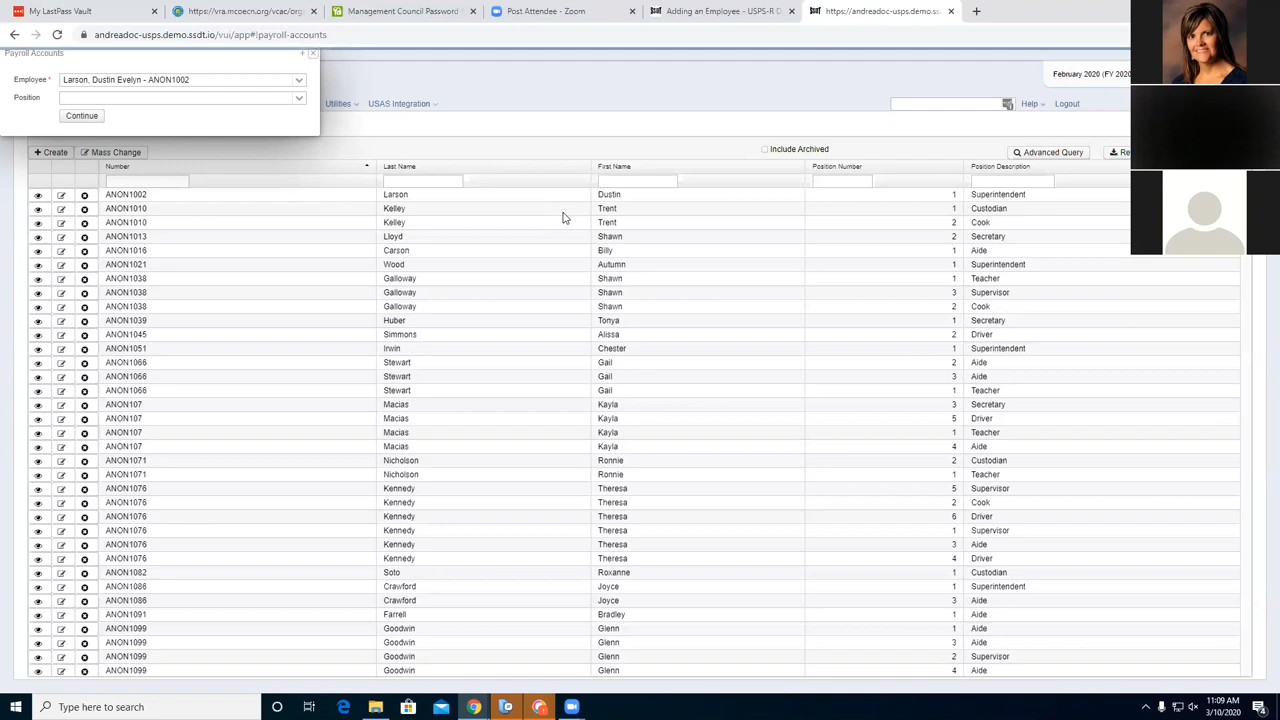 My LastPass Vault
https://vra.mcoecn.org/vcac/org/
Management Council Password
Post Attendee - Zoom
Adding an Employee - USPS-R D
https://andreadoc-usps.demo.ss
andreadoc-usps.demo.ssdt.io/vui/app#!payroll-accounts
Payroll Accounts
Employee * Larson, Dustin Evelyn - ANON1002
Position
Continue
February 2020 (FY 2020
Utilities USAS Integration Help Logout
Create Mass Change Include Archived Advanced Query Re
Number Last Name First Name Position Number Position Description
ANON1002 Larson Dustin 1 Superintendent
ANON1010 Kelley Trent 1 Custodian
ANON1010 Kelley Trent 2 Cook
ANON1013 Lloyd Shawn 2 Secretary
ANON1016 Carson Billy 1 Aide
ANON1021 Wood Autumn 1 Superintendent
ANON1038 Galloway Shawn 1 Teacher
ANON1038 Galloway Shawn 3 Supervisor
ANON1038 Galloway Shawn 2 Cook
ANON1039 Huber Tonya 1 Secretary
ANON1045 Simmons Alissa 2 Driver
ANON1051 Irwin Chester 1 Superintendent
ANON1066 Stewart Gail 2 Aide
ANON1066 Stewart Gail 3 Aide
ANON1066 Stewart Gail 1 Teacher
ANON107 Macias Kayla 3 Secretary
ANON107 Macias Kayla 5 Driver
ANON107 Macias Kayla 1 Teacher
ANON107 Macias Kayla 4 Aide
ANON1071 Nicholson Ronnie 2 Custodian
ANON1071 Nicholson Ronnie 1 Teacher
ANON1076 Kennedy Theresa 5 Supervisor
ANON1076 Kennedy Theresa 2 Cook
ANON1076 Kennedy Theresa 6 Driver
ANON1076 Kennedy Theresa 1 Supervisor
ANON1076 Kennedy Theresa 3 Aide
ANON1076 Kennedy Theresa 4 Driver
ANON1082 Soto Roxanne 1 Custodian
ANON1086 Crawford Joyce 1 Superintendent
ANON1086 Crawford Joyce 3 Aide
ANON1091 Farrell Bradley 1 Aide
ANON1099 Goodwin Glenn 1 Aide
ANON1099 Goodwin Glenn 3 Aide
ANON1099 Goodwin Glenn 2 Supervisor
ANON1099 Goodwin Glenn 4 Aide
Type here to search
11:09 AM
3/10/2020
4